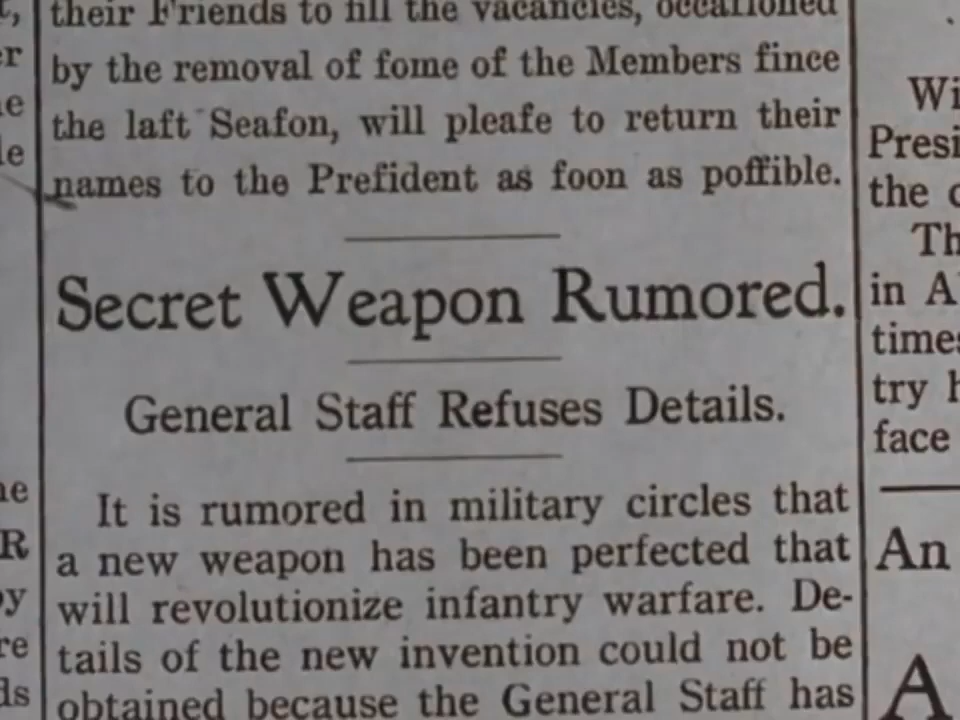 their Friends to fill the vacancies, occafioned
by the removal of fome of the Members fince
the laft Seafon, will pleafe to return their
names to the Prefident as foon as poffible.
Secret Weapon Rumored.
General Staff Refuses Details.
It is rumored in military circles that
a new weapon has been perfected that
will revolutionize infantry warfare. De-
tails of the new invention could not be
obtained because the General Staff has
Wi
Presi
the c
Th
in A
times
try h
face
An
A